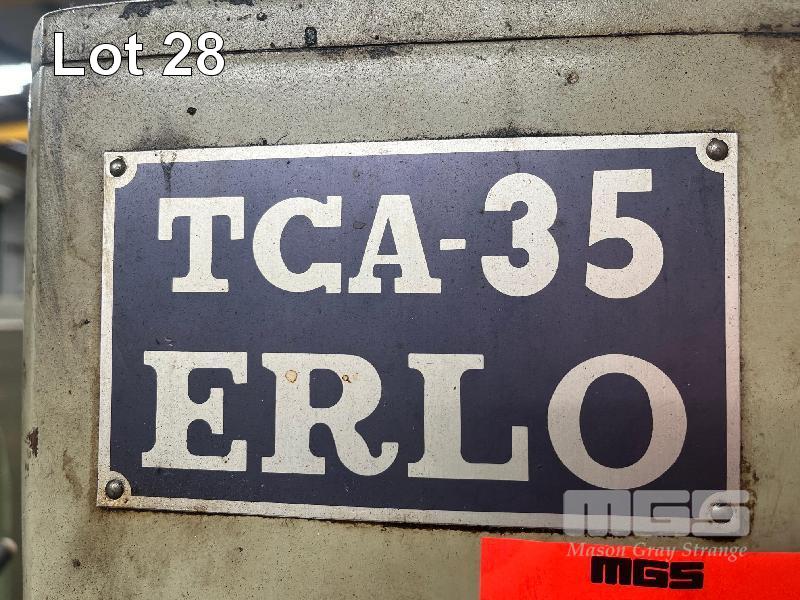 Lot 28
TCA-35
ERLO
MGS
Mason Gray Strange
MGS